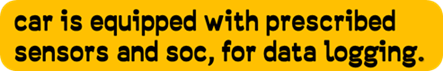 car is equipped with prescribed
sensors and soc, for data logging.